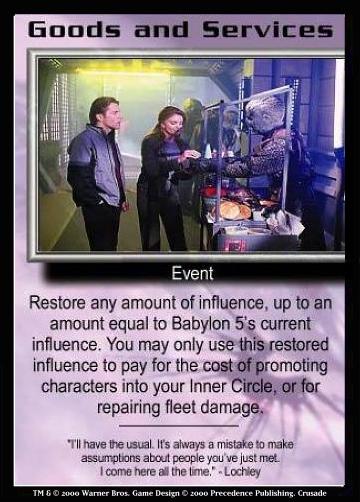 Goods and Services
Event
Restore any amount of influence, up to an
amount equal to Babylon 5's current
influence. You may only use this restored
influence to pay for the cost of promoting
characters into your Inner Circle, or for
repairing fleet damage.
"I'll have the usual. It's always a mistake to make
assumptions about people you've just met.
I come here all the time." - Lochley
TM & © 2000 Warner Bros. Game Design © 2000 Precedence Publishing. Crusade